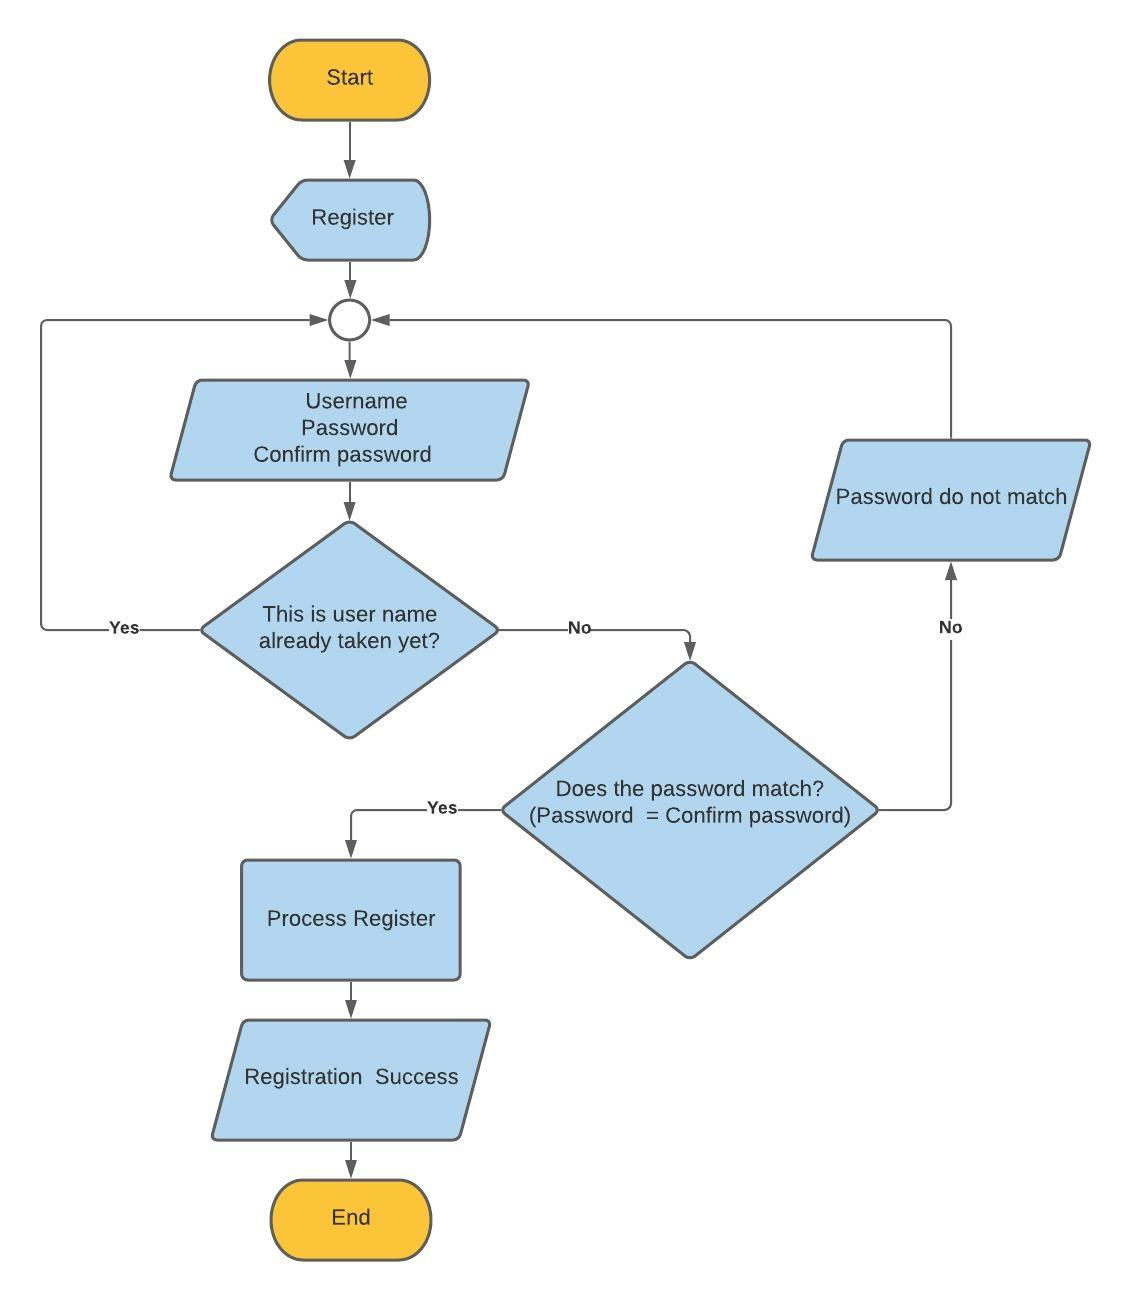 Start
Register
Username
Password
Confirm password
Password do not match
This is user name
already taken yet?
Yes
No
No
Does the password match?
(Password  = Confirm password)
Yes
Process Register
Registration  Success
End